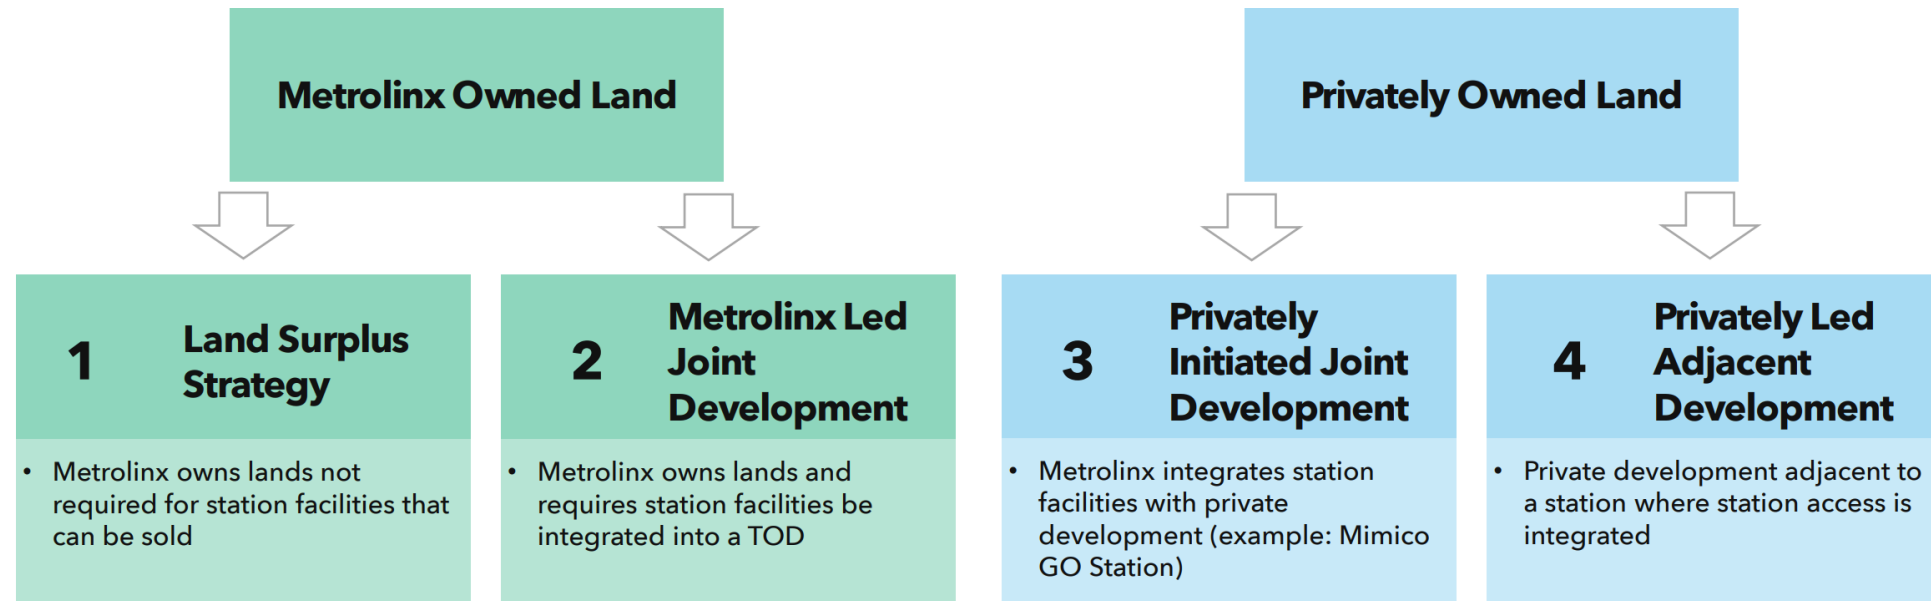 Metrolinx Owned Land
Privately Owned Land
1
Land Surplus
Strategy
• Metrolinx owns lands not
required for station facilities that
can be sold
2
Metrolinx Led
Joint
Development
• Metrolinx owns lands and
requires station facilities be
integrated into a TOD
3
Privately
Initiated Joint
Development
• Metrolinx integrates station
facilities with private
development (example: Mimico
GO Station)
4
Privately Led
Adjacent
Development
• Private development adjacent to
a station where station access is
integrated